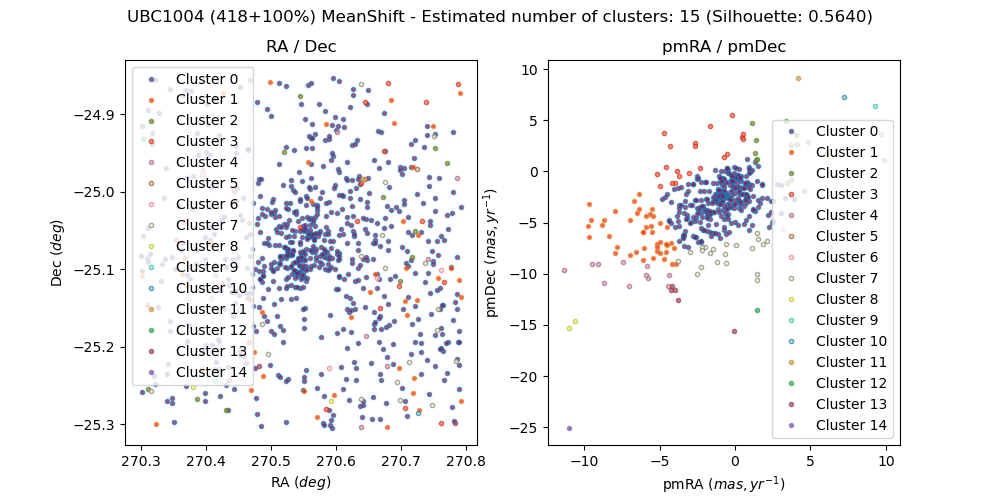 UBC1004 (418+100%) MeanShift - Estimated number of clusters: 15 (Silhouette: 0.5640)
RA / Dec
Dec (deg)
−24.9
−25.0
−25.1
−25.2
−25.3
Cluster 0
Cluster 1
Cluster 2
Cluster 3
Cluster 4
Cluster 5
Cluster 6
Cluster 7
Cluster 8
Cluster 9
Cluster 10
Cluster 11
Cluster 12
Cluster 13
Cluster 14
270.3 270.4 270.5 270.6 270.7 270.8
RA (deg)
pmRA / pmDec
pmDec (mas, yr⁻¹)
10
5
0
−5
−10
−15
−20
−25
Cluster 0
Cluster 1
Cluster 2
Cluster 3
Cluster 4
Cluster 5
Cluster 6
Cluster 7
Cluster 8
Cluster 9
Cluster 10
Cluster 11
Cluster 12
Cluster 13
Cluster 14
−10 −5 0 5 10
pmRA (mas, yr⁻¹)